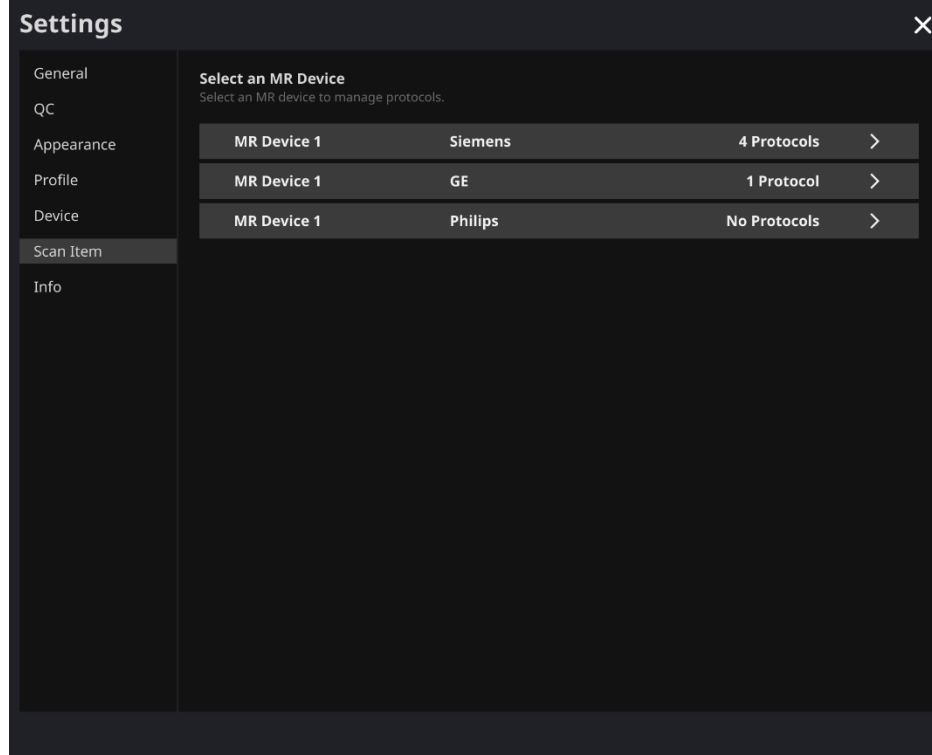 Settings
General
QC
Appearance
Profile
Device
Scan Item
Info
Select an MR Device
Select an MR device to manage protocols.
MR Device 1 Siemens 4 Protocols
MR Device 1 GE 1 Protocol
MR Device 1 Philips No Protocols